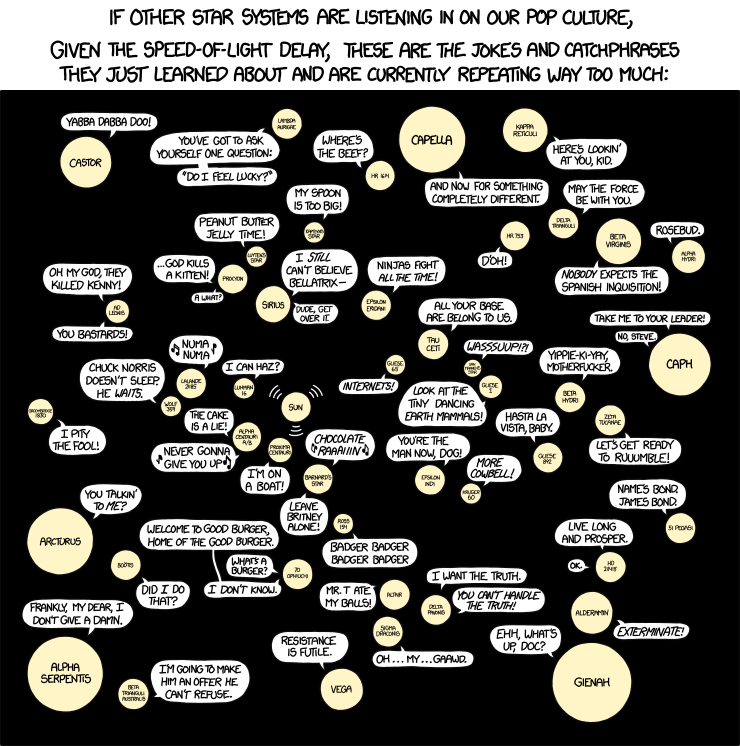 IF OTHER STAR SYSTEMS ARE LISTENING IN ON OUR POP CULTURE,
GIVEN THE SPEED-OF-LIGHT DELAY, THESE ARE THE JOKES AND CATCHPHRASES
THEY JUST LEARNED ABOUT AND ARE CURRENTLY REPEATING WAY TOO MUCH:
YABBA DABBA DOO!
CASTOR
LAMBDA
AURIGAE
YOU'VE GOT TO ASK
YOURSELF ONE QUESTION:
"DO I FEEL LUCKY?"
WHERE'S
THE BEEF?
HR 1614
CAPELLA
AND NOW FOR SOMETHING
COMPLETELY DIFFERENT.
KAPPA
RETICULI
HERE'S LOOKIN'
AT YOU, KID.
MY SPOON
IS TOO BIG!
KAPTEYN'S
STAR
MAY THE FORCE
BE WITH YOU.
DELTA
TRIANGULI
PEANUT BUTTER
JELLY TIME!
LUYTEN'S
STAR
HR 753
D'OH!
BETA
VIRGINIS
NOBODY EXPECTS THE
SPANISH INQUISITION!
ROSEBUD.
ALPHA
HYDRI
...GOD KILLS
A KITTEN!
PROCYON
A WHAT?
I STILL
CAN'T BELIEVE
BELLATRIX—
SIRIUS
DUDE, GET
OVER IT.
NINJAS FIGHT
ALL THE TIME!
EPSILON
ERIDANI
OH MY GOD, THEY
KILLED KENNY!
AD
LEONIS
YOU BASTARDS!
ALL YOUR BASE
ARE BELONG TO US.
TAU
CETI
TAKE ME TO YOUR LEADER!
NO, STEVE.
CAPH
NUMA
NUMA
LALANDE
21185
I CAN HAZ?
LUHMAN
16
WASSSUUP!?!
VAN
MAANEN'S
STAR
YIPPIE-KI-YAY,
MOTHERFUCKER.
BETA
HYDRI
CHUCK NORRIS
DOESN'T SLEEP.
HE WAITS.
WOLF
359
GLIESE
65
INTERNETS!
GLIESE
1
LOOK AT THE
TINY DANCING
EARTH MAMMALS!
SUN
GROOMBRIDGE
1830
I PITY
THE FOOL!
THE CAKE
IS A LIE!
ALPHA
CENTAURI
A/B
HASTA LA
VISTA, BABY.
GLIESE
892
ZETA
TUCANAE
LET'S GET READY
TO RUUUMBLE!
NEVER GONNA
GIVE YOU UP
PROXIMA
CENTAURI
I'M ON
A BOAT!
CHOCOLATE
RAAAIIIN
BARNARD'S
STAR
LEAVE
BRITNEY
ALONE!
YOU'RE THE
MAN NOW, DOG!
EPSILON
INDI
MORE
COWBELL!
KRUGER
60
YOU TALKIN'
TO ME?
ARCTURUS
ROSS
154
BADGER BADGER
BADGER BADGER
NAME'S BOND.
JAMES BOND.
51 PEGASI
WELCOME TO GOOD BURGER,
HOME OF THE GOOD BURGER.
WHAT'S A
BURGER?
70
OPHIUCHI
I DON'T KNOW.
LIVE LONG
AND PROSPER.
OK.
HD
211415
BOOTIS
DID I DO
THAT?
MR. T ATE
MY BALLS!
ALTAIR
I WANT THE TRUTH.
YOU CAN'T HANDLE
THE TRUTH!
DELTA
PAVONIS
FRANKLY, MY DEAR, I
DON'T GIVE A DAMN.
ALPHA
SERPENTIS
SIGMA
DRACONIS
OH ... MY ...GAAWD.
ALDERAMIN
EXTERMINATE!
RESISTANCE
IS FUTILE.
VEGA
EHH, WHAT'S
UP, DOC?
GIENAH
BETA
TRIANGULI
AUSTRALIS
I'M GOING TO MAKE
HIM AN OFFER HE
CAN'T REFUSE.